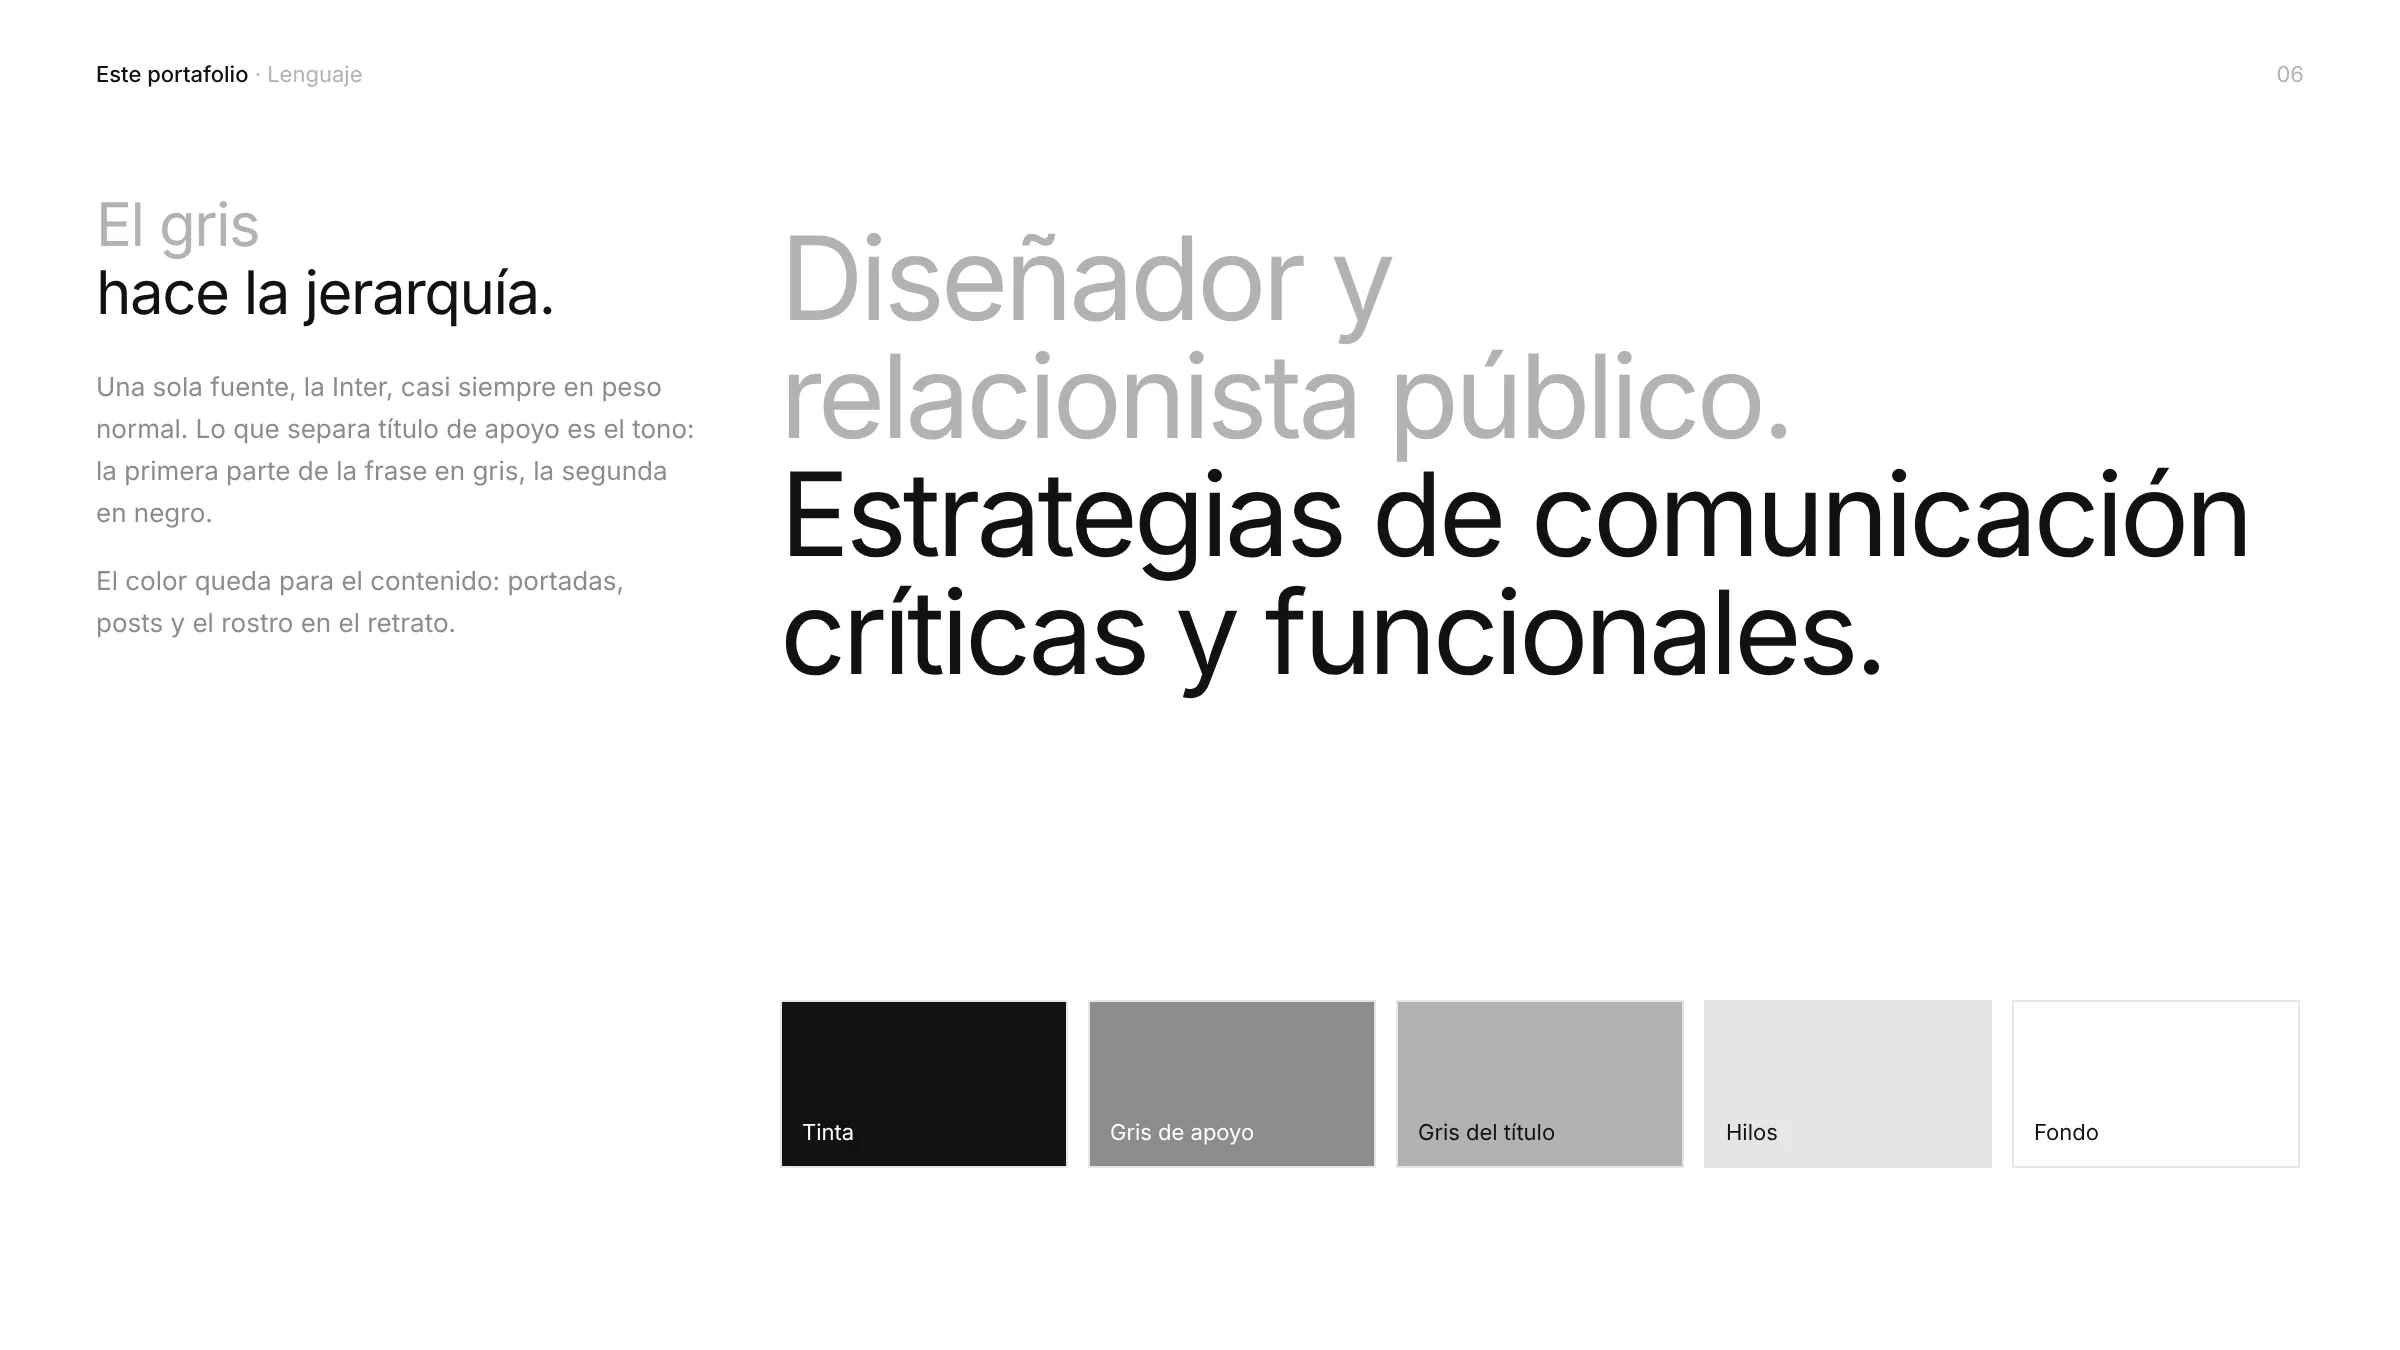 Este portafolio · Lenguaje
06
El gris
hace la jerarquía.
Una sola fuente, la Inter, casi siempre en peso
normal. Lo que separa título de apoyo es el tono:
la primera parte de la frase en gris, la segunda
en negro.
El color queda para el contenido: portadas,
posts y el rostro en el retrato.
Diseñador y
relacionista público.
Estrategias de comunicación
críticas y funcionales.
Tinta
Gris de apoyo
Gris del título
Hilos
Fondo